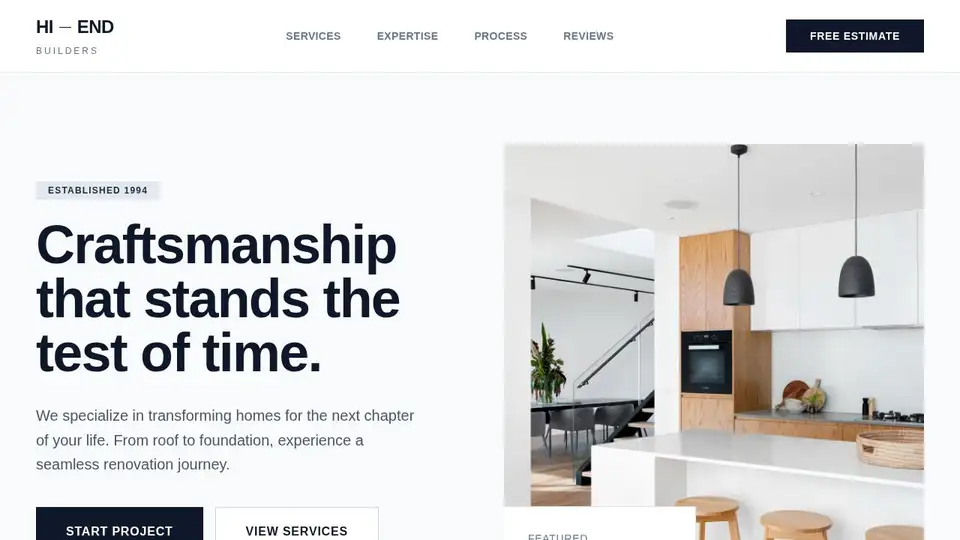 HI — END
BUILDERS
SERVICES
EXPERTISE
PROCESS
REVIEWS
FREE ESTIMATE
ESTABLISHED 1994
Craftsmanship
that stands the
test of time.
We specialize in transforming homes for the next chapter
of your life. From roof to foundation, experience a
seamless renovation journey.
START PROJECT
VIEW SERVICES
FEATURED